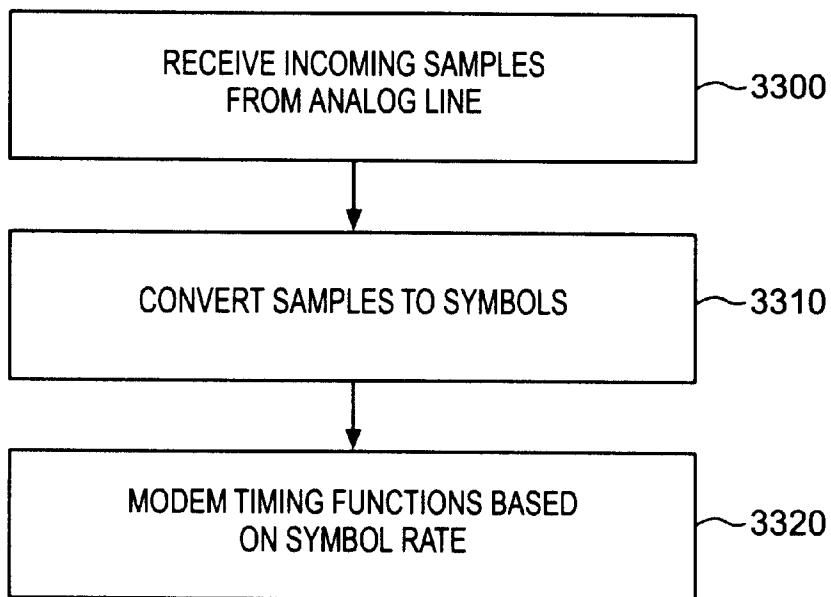 RECEIVE INCOMING SAMPLES
FROM ANALOG LINE
3300
CONVERT SAMPLES TO SYMBOLS
3310
MODEM TIMING FUNCTIONS BASED
ON SYMBOL RATE
3320